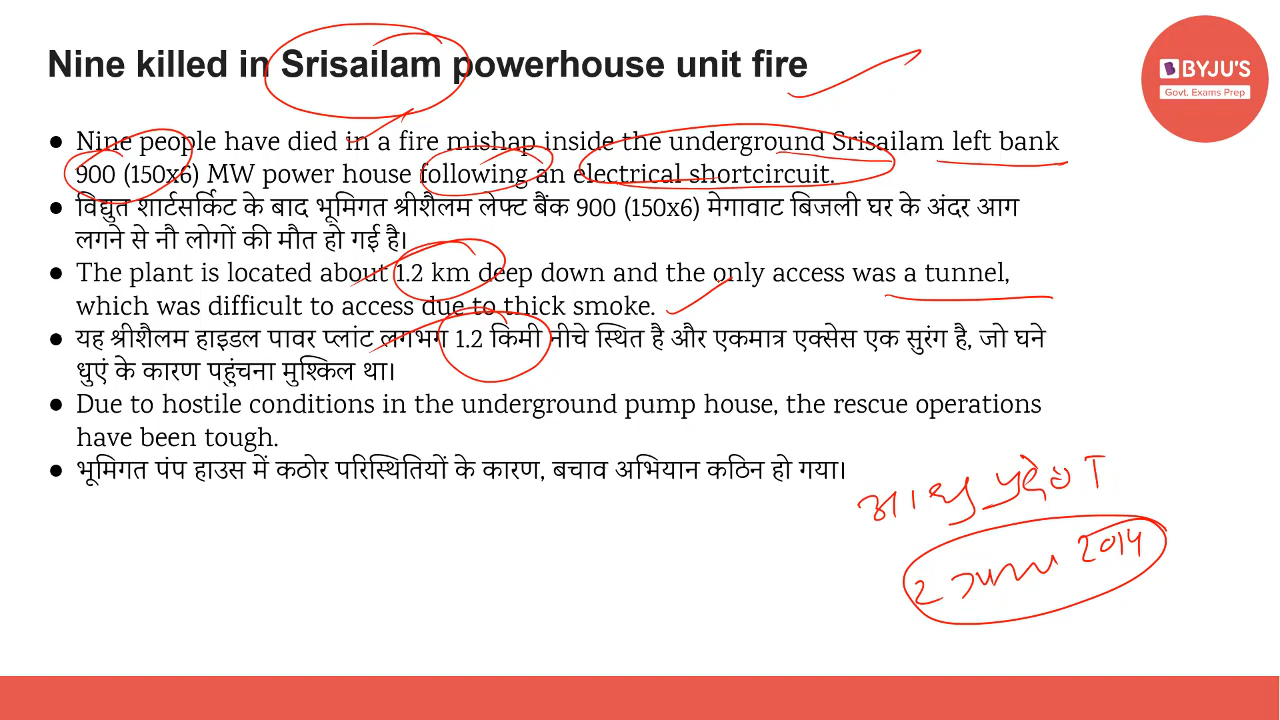 Nine killed in Srisailam powerhouse unit fire
BYJU'S
Govt. Exams Prep
● Nine people have died in a fire mishap inside the underground Srisailam left bank
900 (150x6) MW power house following an electrical shortcircuit.
● विद्युत शार्टसर्किट के बाद भूमिगत श्रीशैलम लेफ्ट बैंक 900 (150x6) मेगावाट बिजली घर के अंदर आग
लगने से नौ लोगों की मौत हो गई है।
● The plant is located about 1.2 km deep down and the only access was a tunnel,
which was difficult to access due to thick smoke.
● यह श्रीशैलम हाइडल पावर प्लांट लगभग 1.2 किमी नीचे स्थित है और एकमात्र एक्सेस एक सुरंग है, जो घने
धुएं के कारण पहुंचना मुश्किल था।
● Due to hostile conditions in the underground pump house, the rescue operations
have been tough.
● भूमिगत पंप हाउस में कठोर परिस्थितियों के कारण, बचाव अभियान कठिन हो गया।
2 2014